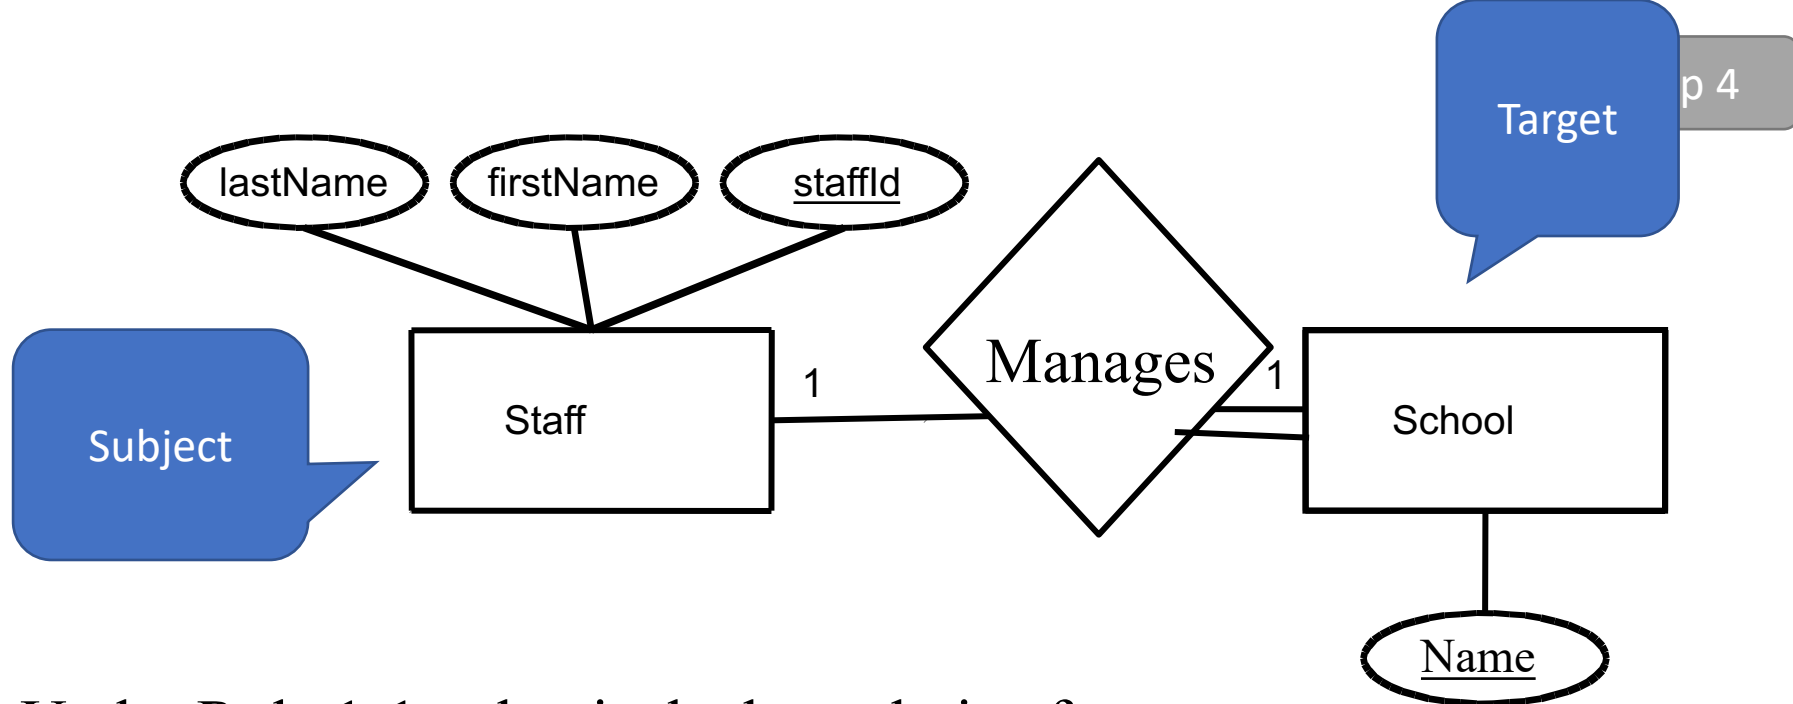 Target
p 4
lastName
firstName
staffId
Manages
1
1
Staff
School
Subject
Name